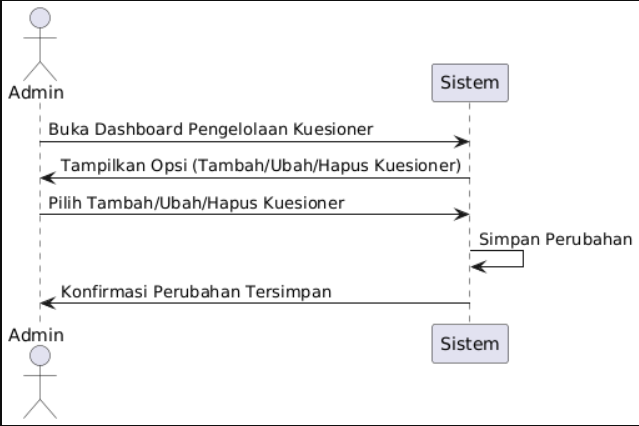 Admin
Sistem
Buka Dashboard Pengelolaan Kuesioner
Tampilkan Opsi (Tambah/Ubah/Hapus Kuesioner)
Pilih Tambah/Ubah/Hapus Kuesioner
Simpan Perubahan
Konfirmasi Perubahan Tersimpan
Admin
Sistem